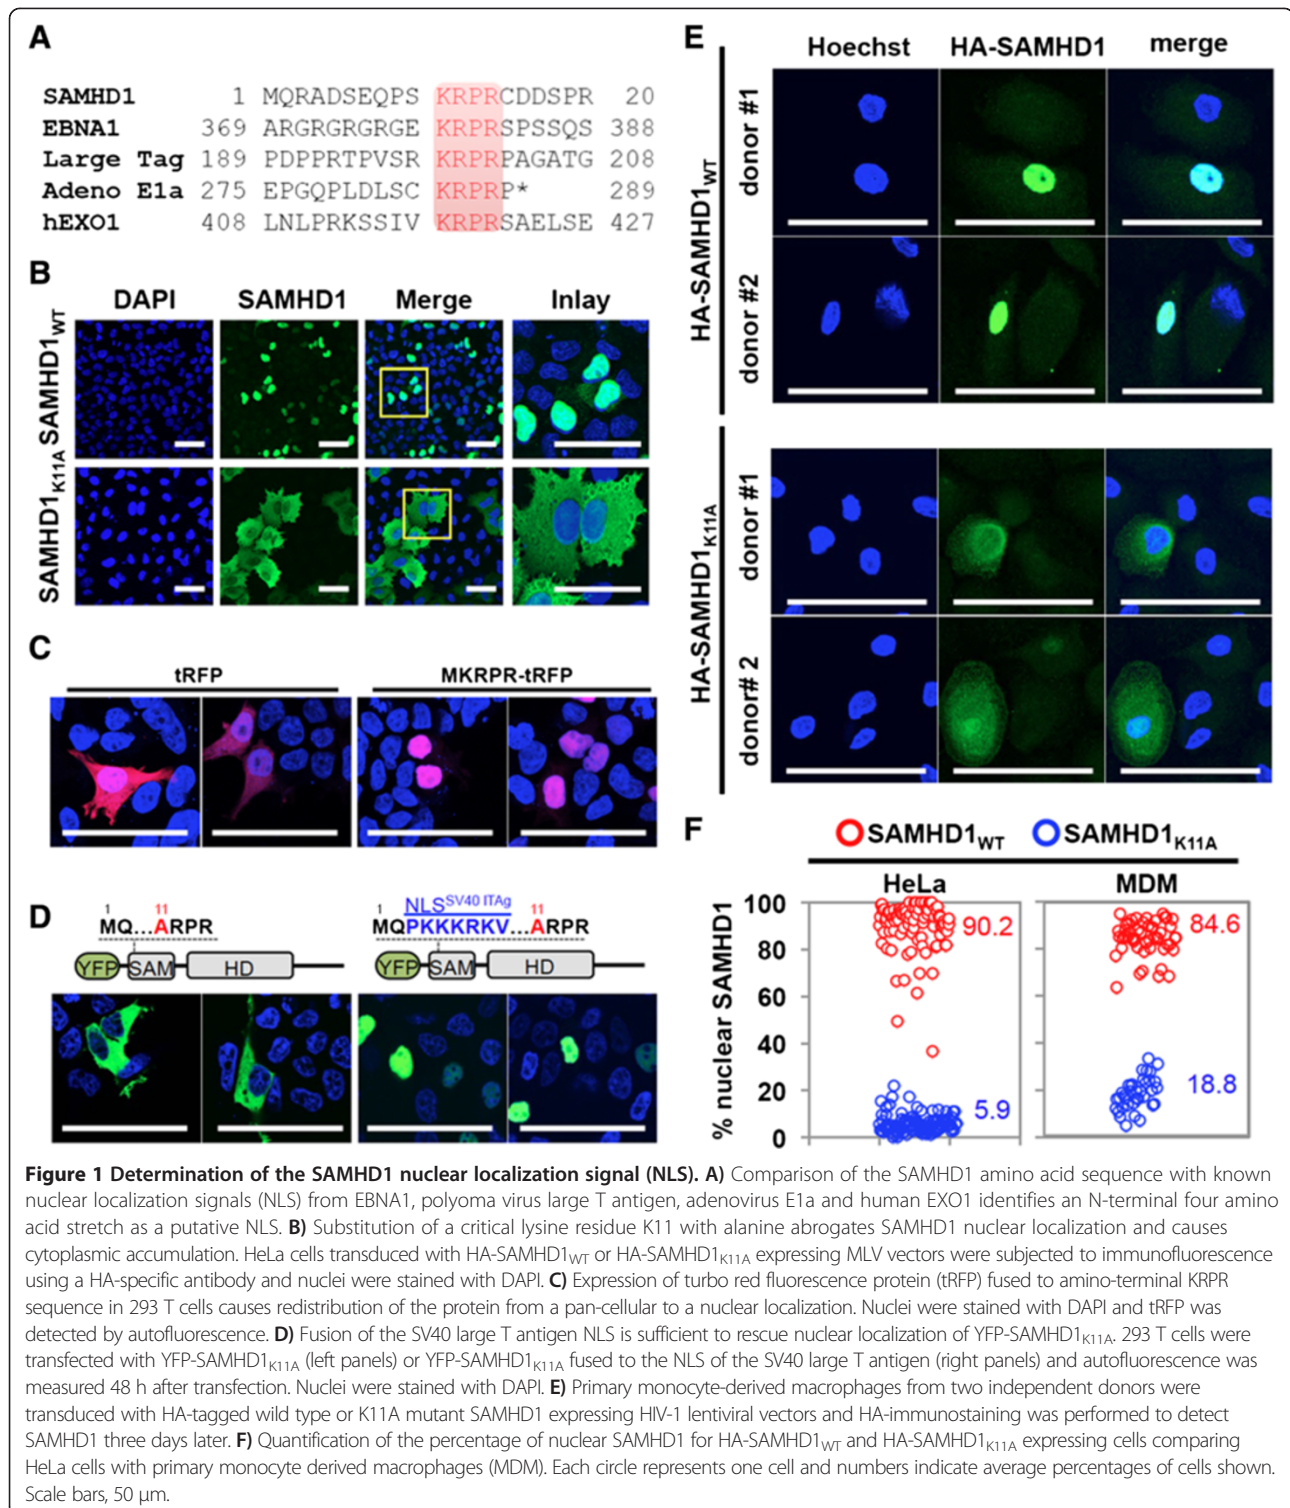 A
SAMHD1 1 MQRADSEQPS KRPRCDDSPR 20
EBNA1 369 ARGRGRGRGE KRPRSPSSQS 388
Large Tag 189 PDPPRTPVSR KRPRPAGATG 208
Adeno E1a 275 EPGQPLDLSC KRPRP* 289
hEXO1 408 LNLPRKSSIV KRPRSAELSE 427
B
DAPI SAMHD1 Merge Inlay
SAMHD1WT
SAMHD1K11A
C
tRFP MKRPR-tRFP
D
1 11
MQ...ARPR
YFP SAM HD
NLS SV40 lTAg
1 11
MQPKKKRKV...ARPR
YFP SAM HD
E
Hoechst HA-SAMHD1 merge
HA-SAMHD1WT
donor #1
donor #2
HA-SAMHD1K11A
donor #1
donor# 2
F
SAMHD1WT SAMHD1K11A
HeLa MDM
% nuclear SAMHD1
100
80
60
40
20
0
90.2
5.9
84.6
18.8
Figure 1 Determination of the SAMHD1 nuclear localization signal (NLS). A) Comparison of the SAMHD1 amino acid sequence with known
nuclear localization signals (NLS) from EBNA1, polyoma virus large T antigen, adenovirus E1a and human EXO1 identifies an N-terminal four amino
acid stretch as a putative NLS. B) Substitution of a critical lysine residue K11 with alanine abrogates SAMHD1 nuclear localization and causes
cytoplasmic accumulation. HeLa cells transduced with HA-SAMHD1WT or HA-SAMHD1K11A expressing MLV vectors were subjected to immunofluorescence
using a HA-specific antibody and nuclei were stained with DAPI. C) Expression of turbo red fluorescence protein (tRFP) fused to amino-terminal KRPR
sequence in 293 T cells causes redistribution of the protein from a pan-cellular to a nuclear localization. Nuclei were stained with DAPI and tRFP was
detected by autofluorescence. D) Fusion of the SV40 large T antigen NLS is sufficient to rescue nuclear localization of YFP-SAMHD1K11A. 293 T cells were
transfected with YFP-SAMHD1K11A (left panels) or YFP-SAMHD1K11A fused to the NLS of the SV40 large T antigen (right panels) and autofluorescence was
measured 48 h after transfection. Nuclei were stained with DAPI. E) Primary monocyte-derived macrophages from two independent donors were
transduced with HA-tagged wild type or K11A mutant SAMHD1 expressing HIV-1 lentiviral vectors and HA-immunostaining was performed to detect
SAMHD1 three days later. F) Quantification of the percentage of nuclear SAMHD1 for HA-SAMHD1WT and HA-SAMHD1K11A expressing cells comparing
HeLa cells with primary monocyte derived macrophages (MDM). Each circle represents one cell and numbers indicate average percentages of cells shown.
Scale bars, 50 μm.